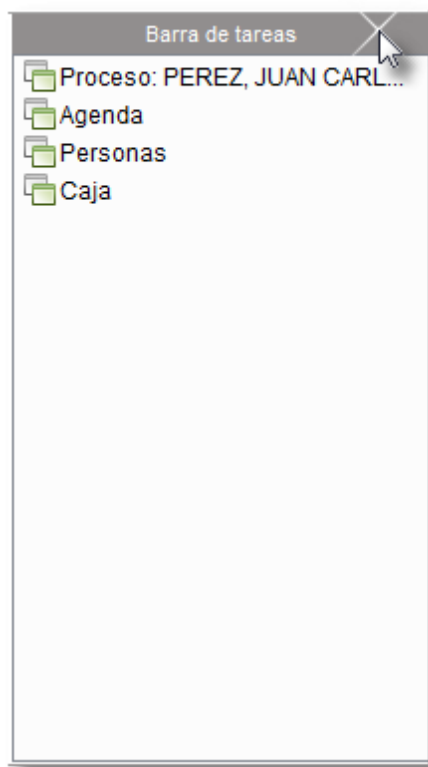 Barra de tareas
Proceso: PEREZ, JUAN CARL...
Agenda
Personas
Caja